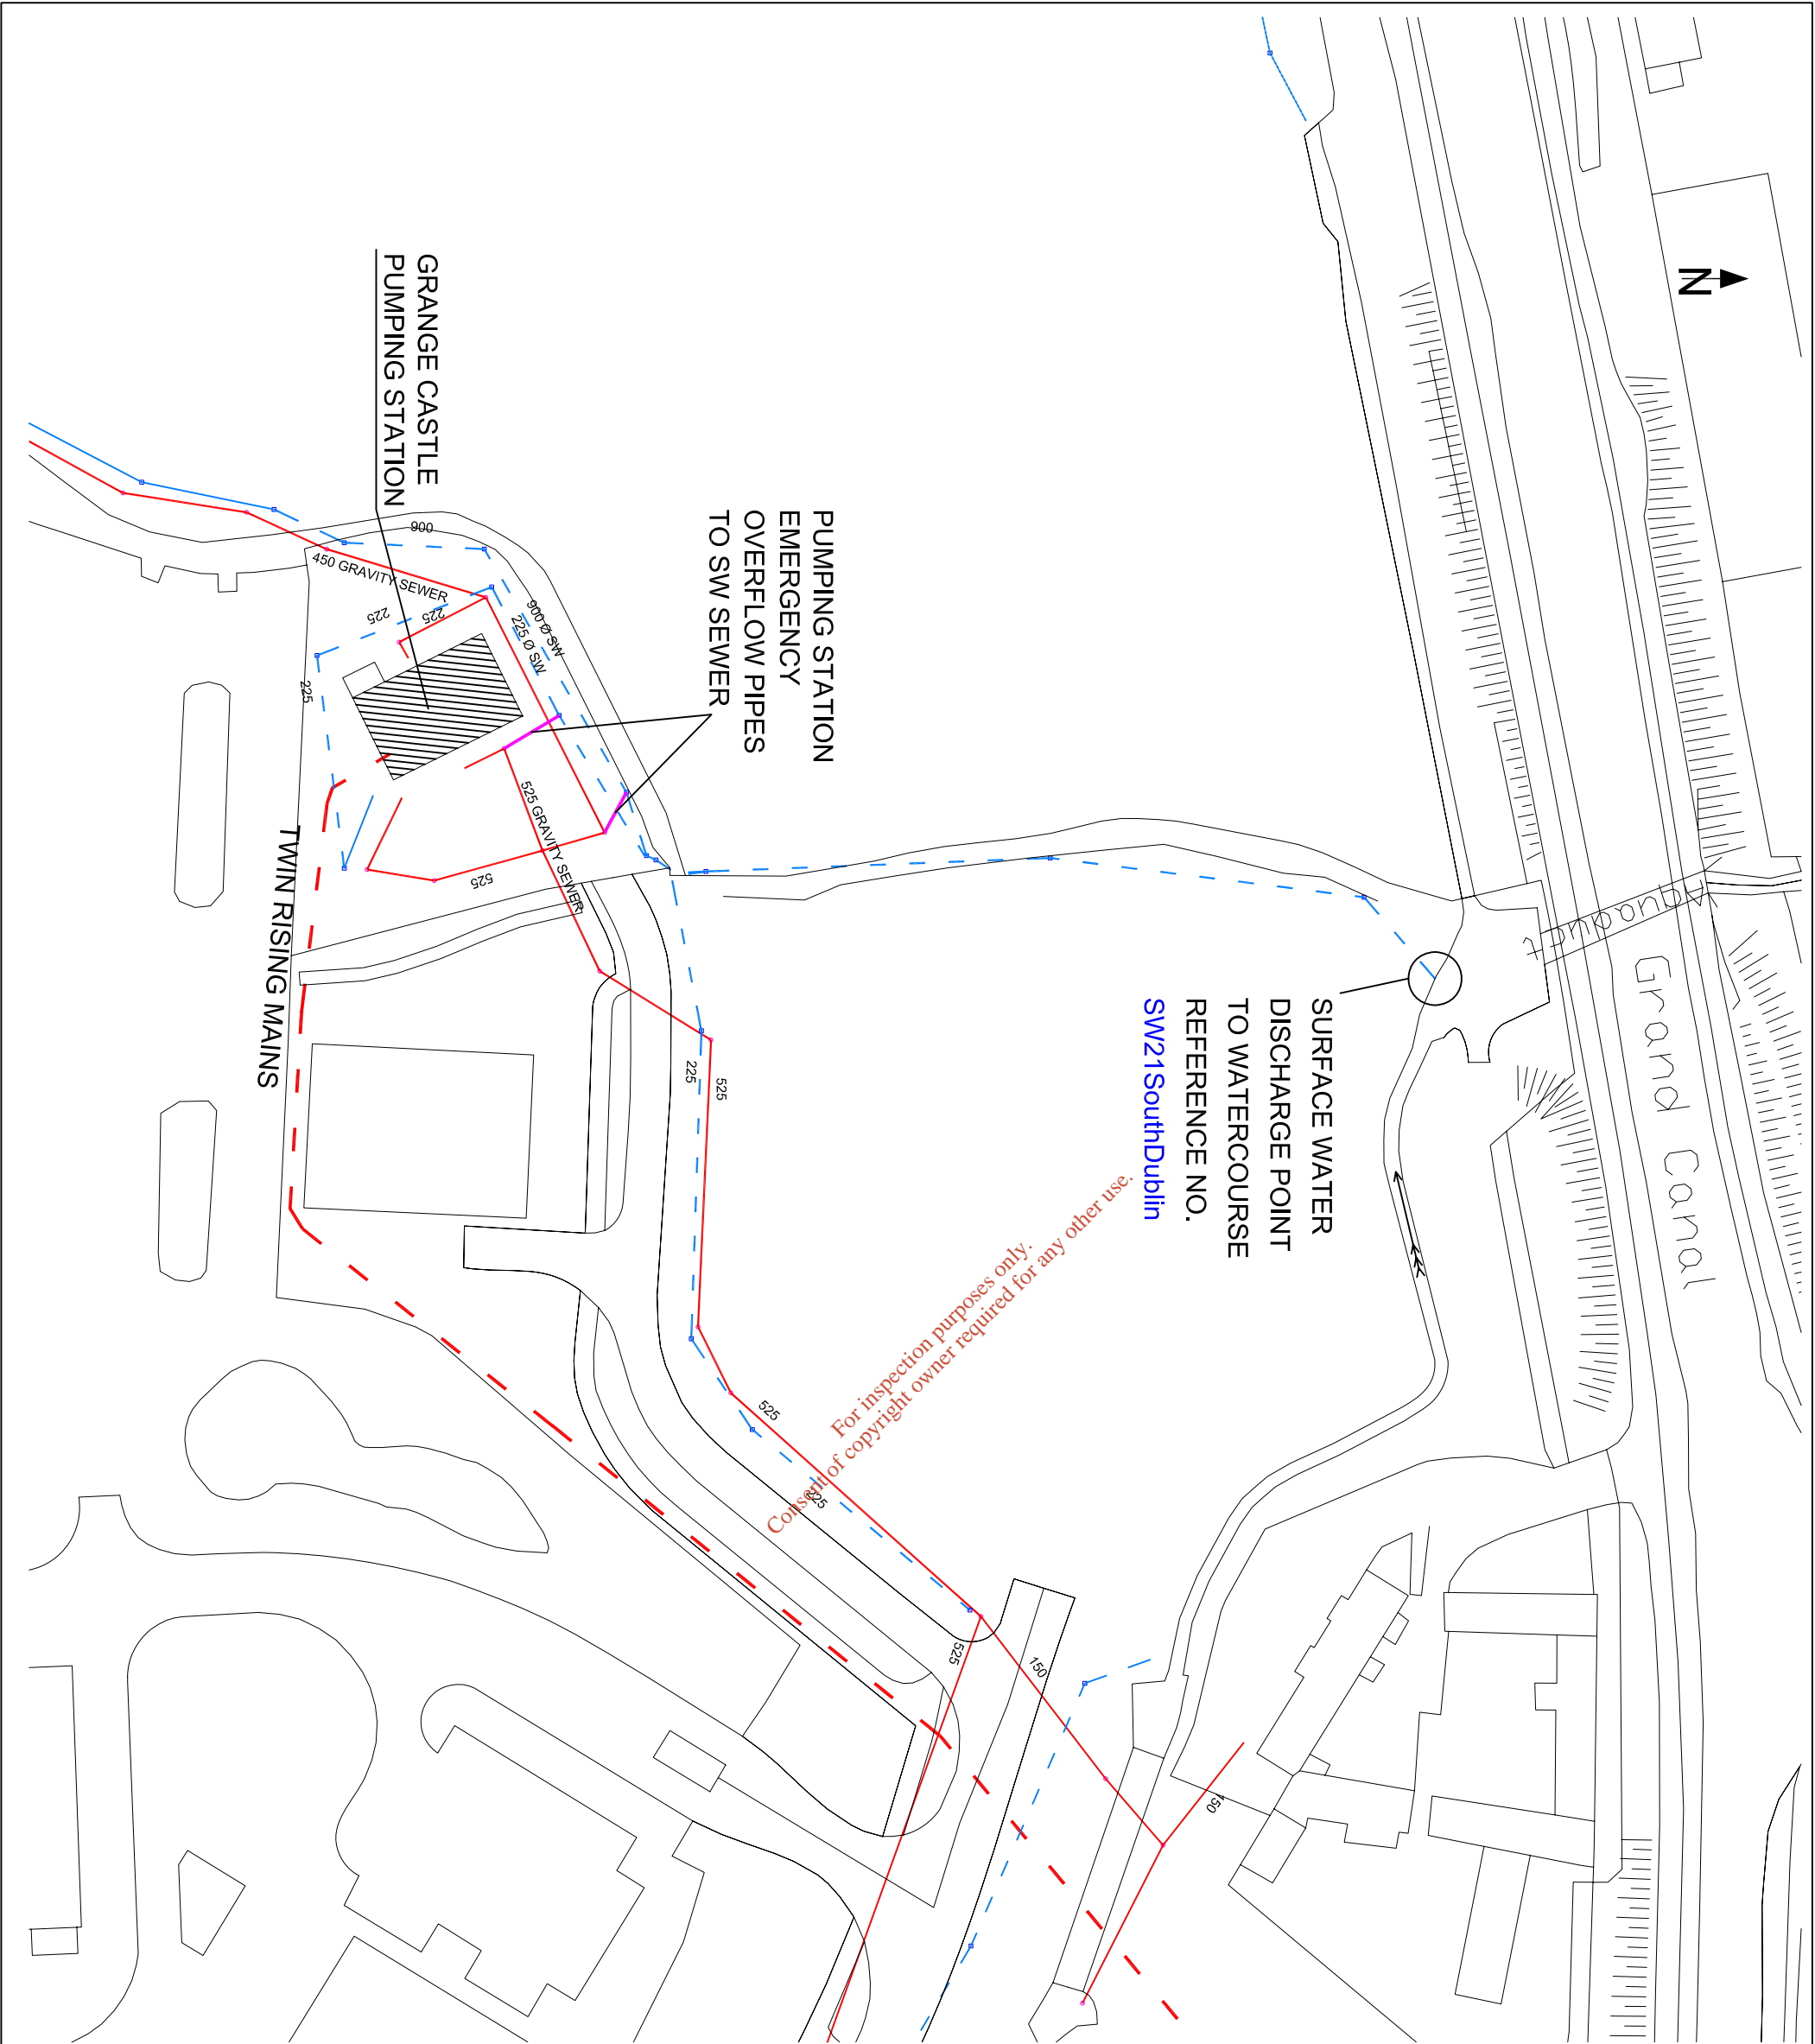 N
Aqueduct
Grand Canal
SURFACE WATER
DISCHARGE POINT
TO WATERCOURSE
REFERENCE NO.
SW21SouthDublin
PUMPING STATION
EMERGENCY
OVERFLOW PIPES
TO SW SEWER
GRANGE CASTLE
PUMPING STATION
900
450 GRAVITY SEWER
225
225
225
900 Ø SW
225 Ø SW
525 GRAVITY SEWER
525
TWIN RISING MAINS
525
225
525
225
525
150
150
For inspection purposes only.
Consent of copyright owner required for any other use.